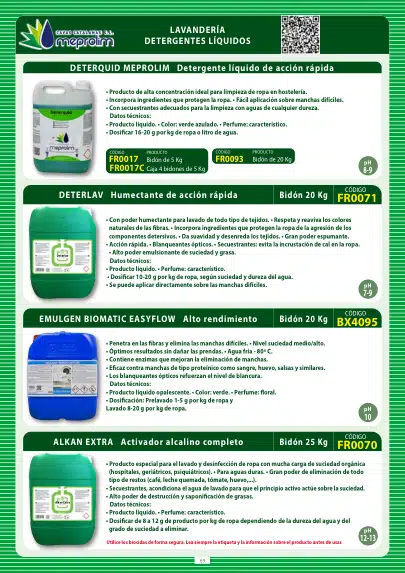 CATAS CATALANAS S.L.
meprolim
LAVANDERÍA
DETERGENTES LÍQUIDOS
DETERQUID MEPROLIM Detergente líquido de acción rápida
• Producto de alta concentración ideal para limpieza de ropa en hostelería.
• Incorpora ingredientes que protegen la ropa. • Fácil aplicación sobre manchas difíciles.
• Con secuestrantes adecuados para la limpieza con aguas de cualquier dureza.
Datos técnicos:
• Producto líquido. • Color: verde azulado. • Perfume: característico.
• Dosificar 16-20 g por kg de ropa o litro de agua.
CÓDIGO PRODUCTO
FR0017 Bidón de 5 Kg
FR0017C Caja 4 bidones de 5 Kg
CÓDIGO PRODUCTO
FR0093 Bidón de 20 Kg
pH
8-9
DETERLAV Humectante de acción rápida
Bidón 20 Kg
CÓDIGO
FR0071
• Con poder humectante para lavado de todo tipo de tejidos. • Respeta y reaviva los colores
naturales de las fibras. • Incorpora ingredientes que protegen la ropa de la agresión de los
componentes detersivos. • Da suavidad y desenreda los tejidos. • Gran poder espumante.
• Acción rápida. • Blanqueantes ópticos. • Secuestrantes: evita la incrustación de cal en la ropa.
• Alto poder emulsionante de suciedad y grasa.
Datos técnicos:
• Producto líquido. • Perfume: característico.
• Dosificar 10-20 g por kg de ropa, según suciedad y dureza del agua.
• Se puede aplicar directamente sobre las manchas difíciles.
pH
7-9
EMULGEN BIOMATIC EASYFLOW Alto rendimiento
Bidón 20 Kg
CÓDIGO
BX4095
• Penetra en las fibras y elimina las manchas difíciles. • Nivel suciedad medio/alto.
• Óptimos resultados sin dañar las prendas. • Agua fria - 80º C.
• Contiene enzimas que mejoran la eliminación de manchas.
• Eficaz contra manchas de tipo proteínico como sangre, huevo, salsas y similares.
• Los blanqueantes ópticos refuerzan el nivel de blancura.
Datos técnicos:
• Producto líquido opalescente. • Color: verde. • Perfume: floral.
• Dosificación: Prelavado 1-5 g por kg de ropa y
Lavado 8-20 g por kg de ropa.
pH
10
ALKAN EXTRA Activador alcalino completo
Bidón 25 Kg
CÓDIGO
FR0070
• Producto especial para el lavado y desinfección de ropa con mucha carga de suciedad orgánica
(hospitales, geriátricos, psiquiátricos). • Para aguas duras. • Gran poder de eliminación de todo
tipo de restos (café, leche quemada, tómate, huevo,...).
• Secuestrantes, acondiciona el agua de lavado para que el principio activo actúe sobre la suciedad.
• Alto poder de destrucción y saponificación de grasas.
Datos técnicos:
• Producto líquido. • Perfume: característico.
• Dosificar de 8 a 12 g de producto por kg de ropa dependiendo de la dureza del agua y del
grado de suciedad a eliminar.
Utilice los biocidas de forma segura. Lea siempre la etiqueta y la información sobre el producto antes de usarlo
pH
12-13
69